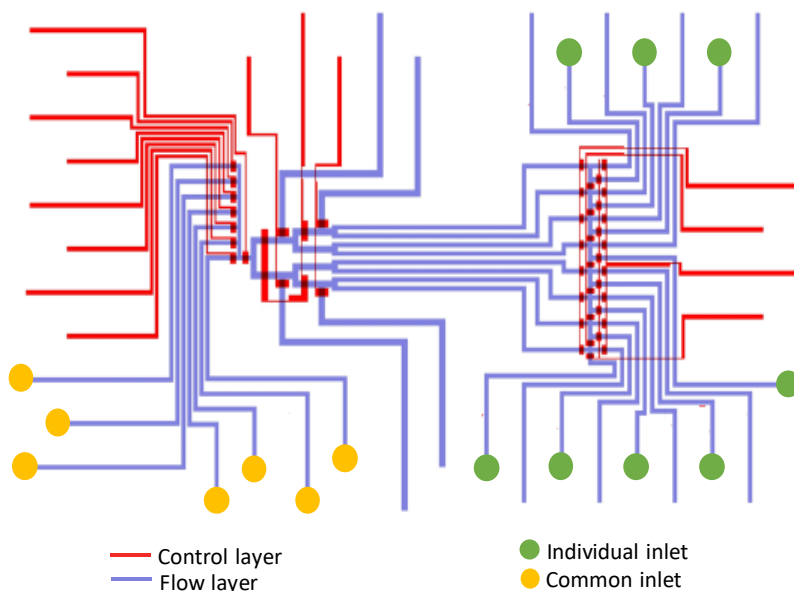 Control layer
Flow layer
Individual inlet
Common inlet